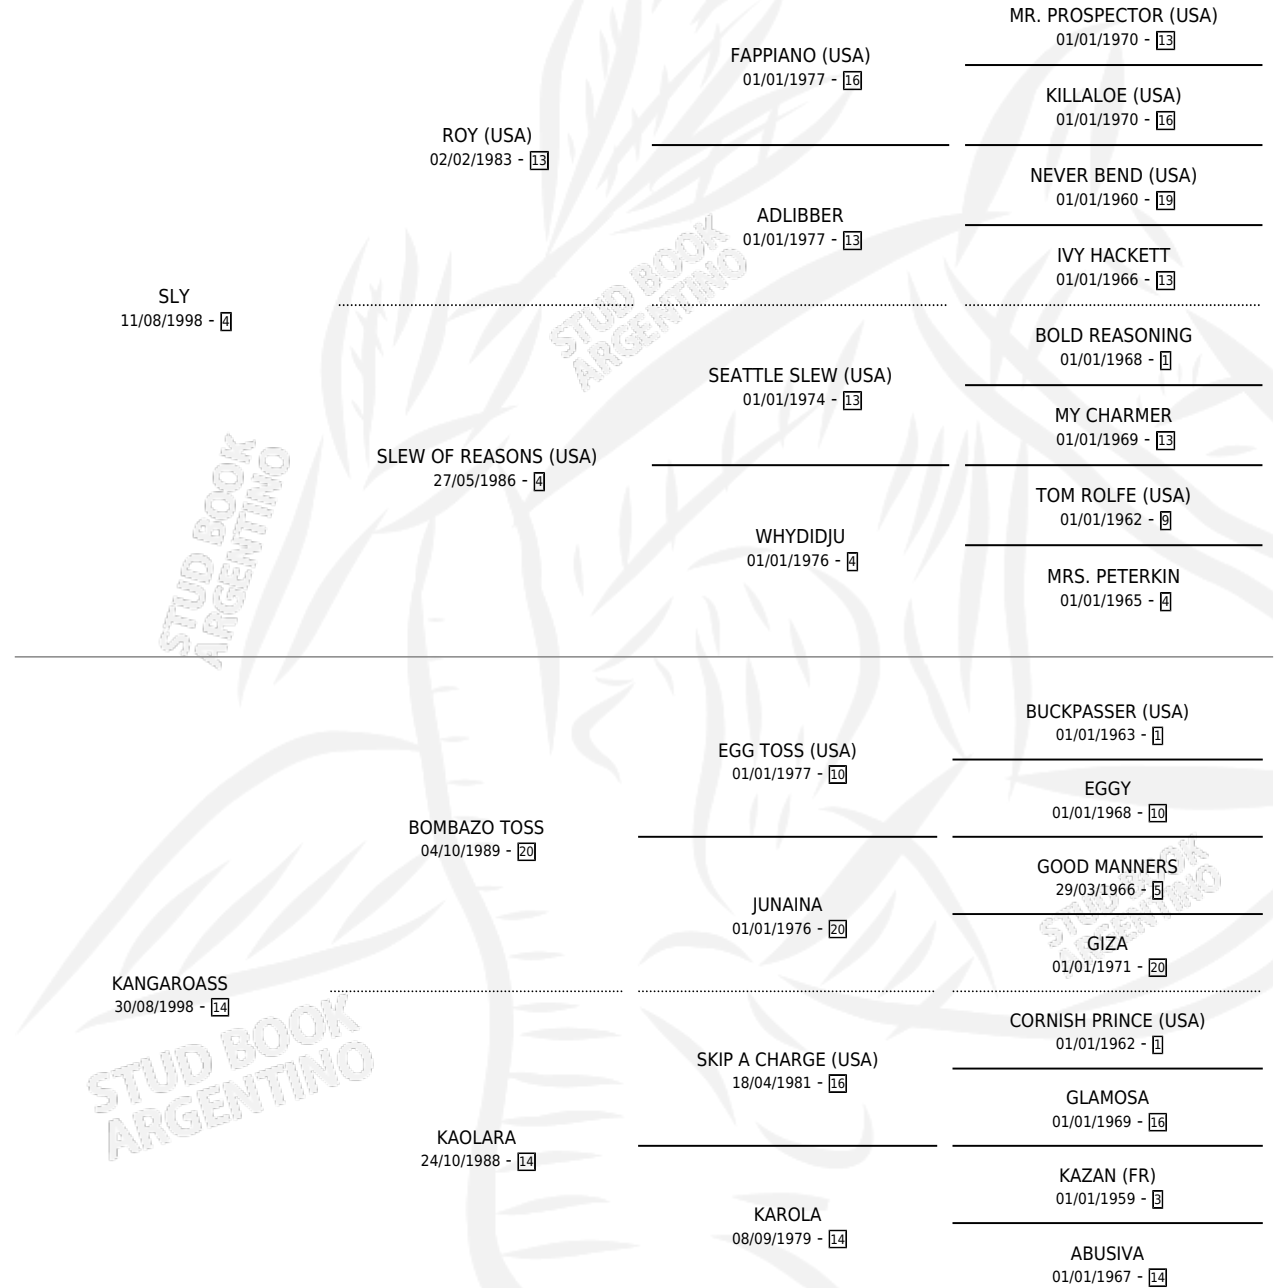 MR. PROSPECTOR (USA)
01/01/1970 - 13
FAPPIANO (USA)
01/01/1977 - 16
KILLALOE (USA)
01/01/1970 - 16
ROY (USA)
02/02/1983 - 13
NEVER BEND (USA)
01/01/1960 - 19
ADLIBBER
01/01/1977 - 13
IVY HACKETT
01/01/1966 - 13
SLY
11/08/1998 - 4
BOLD REASONING
01/01/1968 - 1
SEATTLE SLEW (USA)
01/01/1974 - 13
MY CHARMER
01/01/1969 - 13
SLEW OF REASONS (USA)
27/05/1986 - 4
TOM ROLFE (USA)
01/01/1962 - 9
WHYDIDJU
01/01/1976 - 4
MRS. PETERKIN
01/01/1965 - 4
BUCKPASSER (USA)
01/01/1963 - 1
EGG TOSS (USA)
01/01/1977 - 10
EGGY
01/01/1968 - 10
BOMBAZO TOSS
04/10/1989 - 20
GOOD MANNERS
29/03/1966 - 5
JUNAINA
01/01/1976 - 20
GIZA
01/01/1971 - 20
KANGAROASS
30/08/1998 - 14
CORNISH PRINCE (USA)
01/01/1962 - 1
SKIP A CHARGE (USA)
18/04/1981 - 16
GLAMOSA
01/01/1969 - 16
KAOLARA
24/10/1988 - 14
KAZAN (FR)
01/01/1959 - 3
KAROLA
08/09/1979 - 14
ABUSIVA
01/01/1967 - 14
STUD BOOK
ARGENTINO
STUD BOOK
ARGENTINO
STUD BOOK
ARGENTINO
STUD BOOK
ARGENTINO